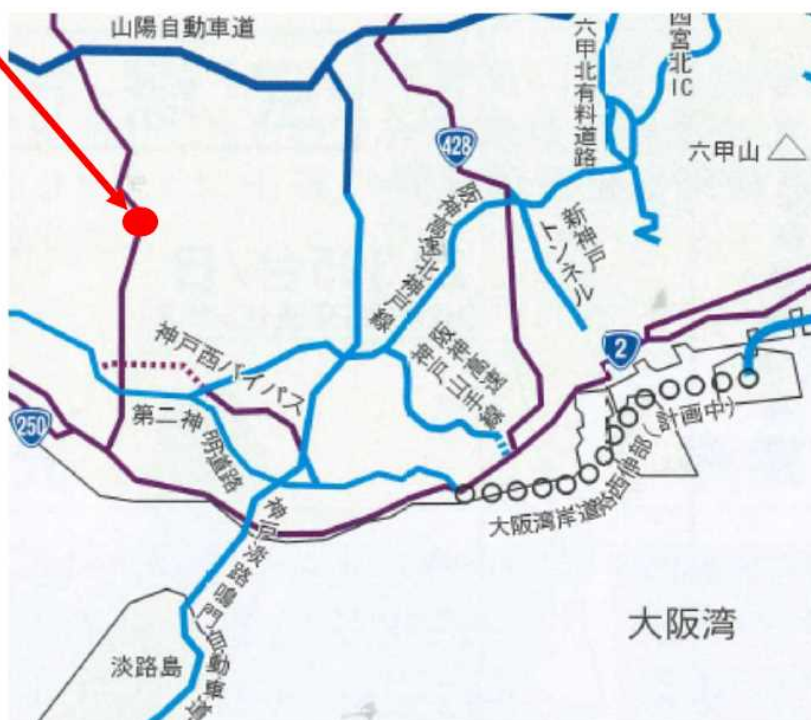 山陽自動車道
六甲北有料道路
西宮北IC
428
六甲山
阪神高速北神戸線
新神戸トンネル
2
神戸西バイパス
阪神高速神戸山手線
250
第二神明道路
大阪湾岸道路西伸部(計画中)
神戸淡路鳴門自動車道
大阪湾
淡路島